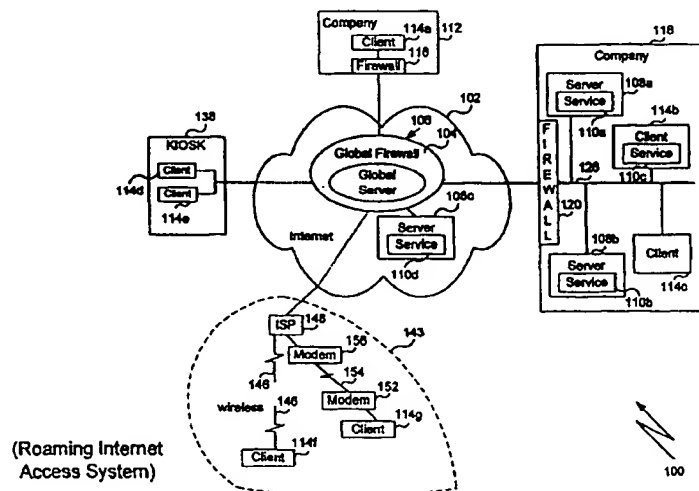 Company
114a
Client
112
Firewall
116
118
Company
Server
Service
108a
110a
114b
Client
Service
110c
FIREWALL
126
120
108b
Server
Service
110b
Client
114c
138
KIOSK
Client
Client
114d
114e
102
106
104
Global Firewall
Global
Server
Internet
108c
Server
Service
110d
ISP
148
143
Modem
156
154
146
wireless
146
Modem
152
Client
114g
Client
114f
(Roaming Internet
Access System)
100